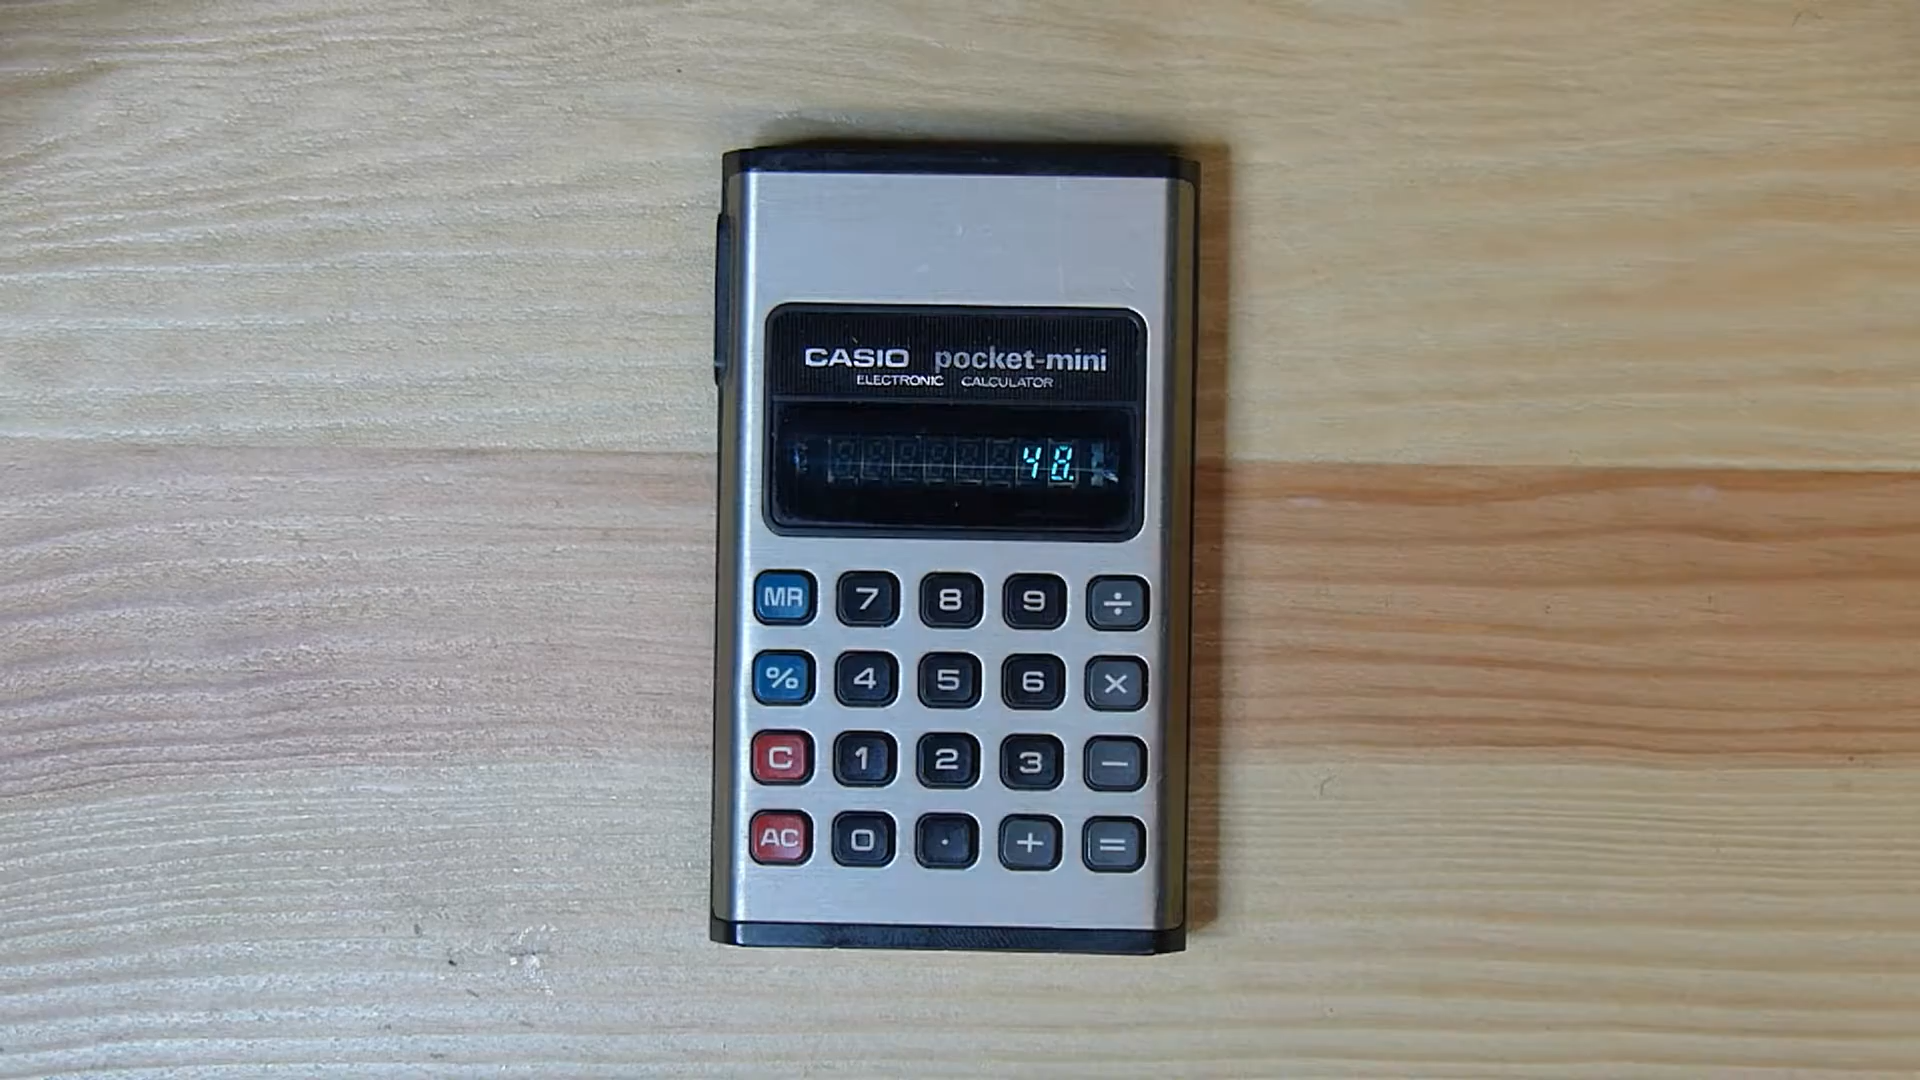 CASIO pocket-mini
ELECTRONIC CALCULATOR
48.
MR 7 8 9 ÷
% 4 5 6 ×
C 1 2 3 −
AC 0 · + =